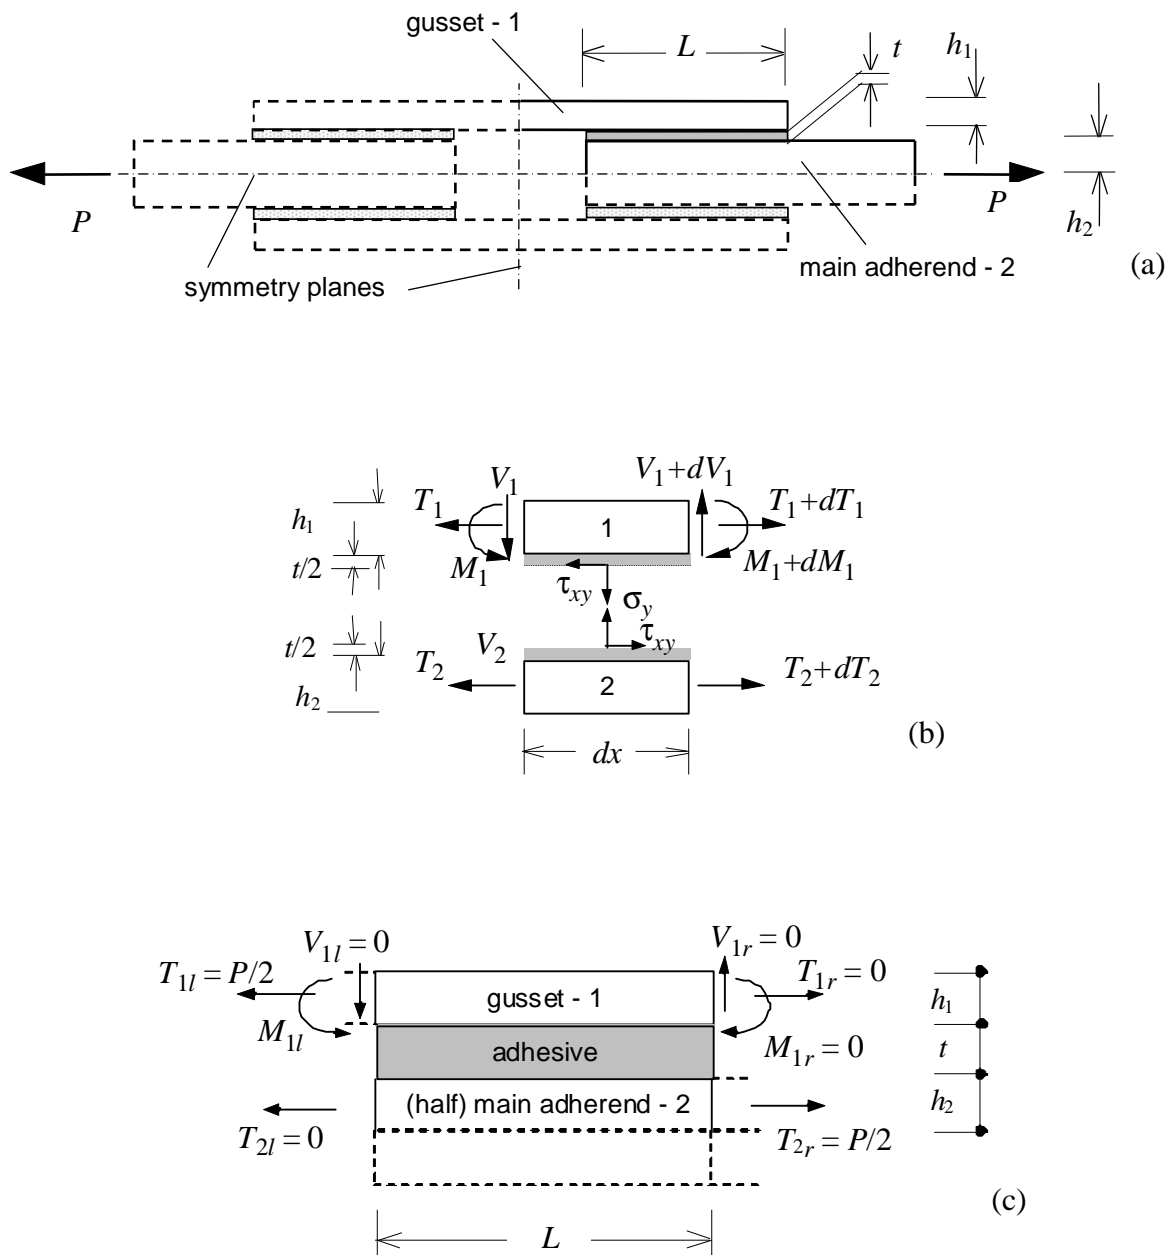 gusset - 1
L
t
h1
P
P
h2
symmetry planes
main adherend - 2
(a)
V1
V1+dV1
T1
T1+dT1
h1
1
t/2
M1
M1+dM1
τxy
σy
t/2
V2
τxy
T2
T2+dT2
h2
2
dx
(b)
V1l = 0
V1r = 0
T1l = P/2
T1r = 0
gusset - 1
h1
M1l
adhesive
M1r = 0
t
(half) main adherend - 2
h2
T2l = 0
T2r = P/2
(c)
L